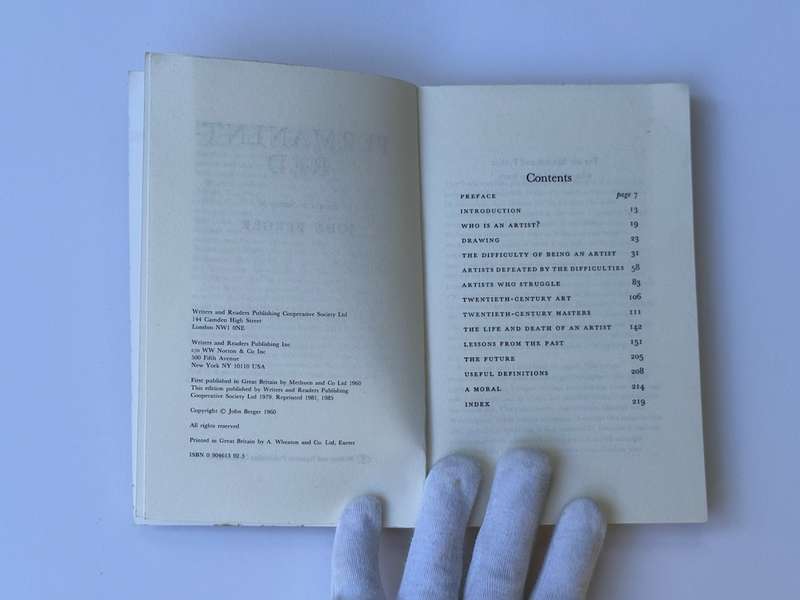 Writers and Readers Publishing Cooperative Society Ltd
144 Camden High Street
London NW1 0NE
Writers and Readers Publishing Inc
c/o WW Norton & Co Inc
500 Fifth Avenue
New York, NY 10110 USA
First published in Great Britain by Methuen and Co Ltd 1960
This edition published by Writers and Readers Publishing
Cooperative Society Ltd 1979. Reprinted 1981, 1985
Copyright © John Berger 1960
All rights reserved
Printed in Great Britain by A. Wheaton and Co. Ltd, Exeter
ISBN 0 904613 92 5
Contents
PREFACE page 7
INTRODUCTION 13
WHO IS AN ARTIST? 19
DRAWING 23
THE DIFFICULTY OF BEING AN ARTIST 31
ARTISTS DEFEATED BY THE DIFFICULTIES 58
ARTISTS WHO STRUGGLE 83
TWENTIETH-CENTURY ART 106
TWENTIETH-CENTURY MASTERS 111
THE LIFE AND DEATH OF AN ARTIST 142
LESSONS FROM THE PAST 151
THE FUTURE 205
USEFUL DEFINITIONS 208
A MORAL 214
INDEX 219